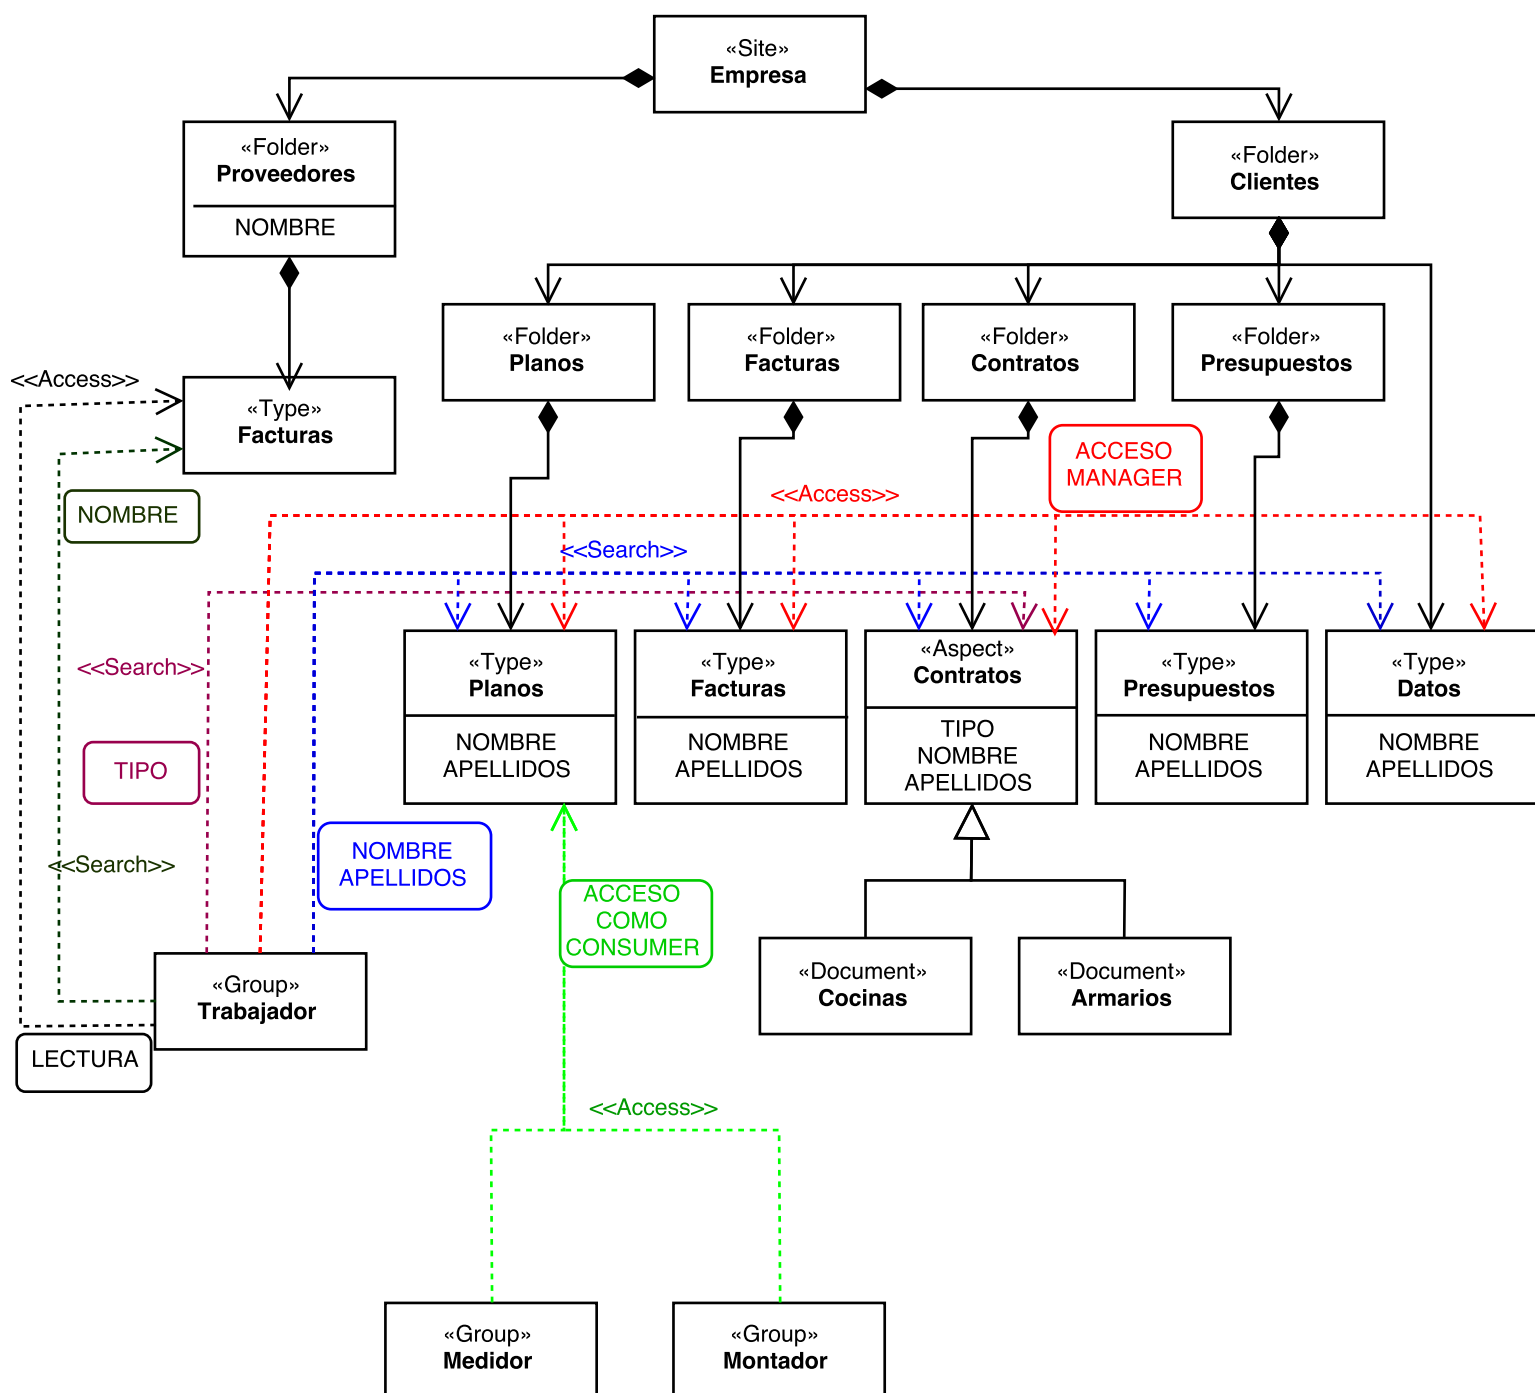 «Site»
Empresa
«Folder»
Proveedores
NOMBRE
«Folder»
Clientes
«Folder»
Planos
«Folder»
Facturas
«Folder»
Contratos
«Folder»
Presupuestos
<<Access>>
«Type»
Facturas
NOMBRE
ACCESO
MANAGER
<<Access>>
<<Search>>
<<Search>>
«Type»
Planos
NOMBRE
APELLIDOS
«Type»
Facturas
NOMBRE
APELLIDOS
«Aspect»
Contratos
TIPO
NOMBRE
APELLIDOS
«Type»
Presupuestos
NOMBRE
APELLIDOS
«Type»
Datos
NOMBRE
APELLIDOS
TIPO
<<Search>>
NOMBRE
APELLIDOS
ACCESO
COMO
CONSUMER
«Document»
Cocinas
«Document»
Armarios
«Group»
Trabajador
LECTURA
<<Access>>
«Group»
Medidor
«Group»
Montador